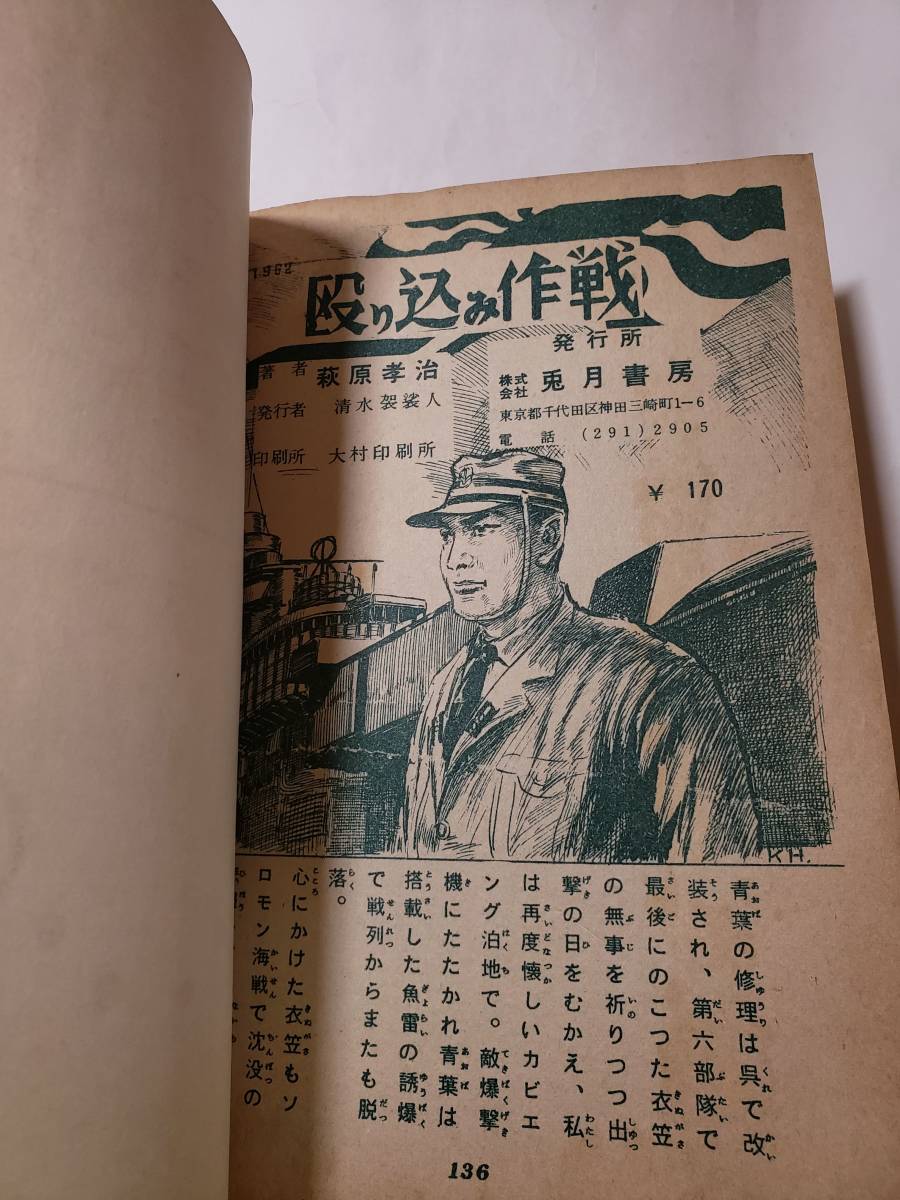 1962
殴り込み作戦
著者 萩原孝治
発行者 清水袈裟人
印刷所 大村印刷所
発行所
株式会社 兎月書房
東京都千代田区神田三崎町1-6
電話 (291)2905
¥ 170
K H.
青葉の修理は呉で改
装され、第六部隊で
最後にのこつた衣笠
の無事を祈りつつ出
撃の日をむかえ、私
は再度懐しいカビエ
ング泊地で。敵爆撃
機にたたかれ青葉は
搭載した魚雷の誘爆
で戦列からまたも脱
落。
心にかけた衣笠もソ
ロモン海戦で沈没の
136